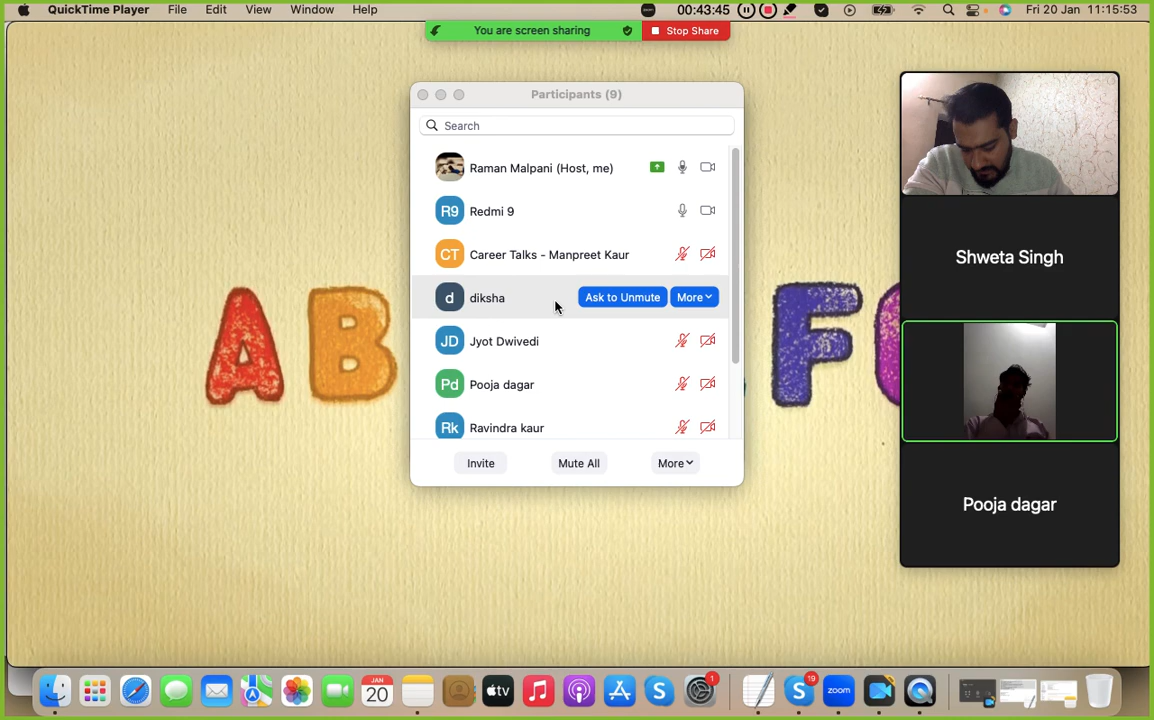 QuickTime Player File Edit View Window Help 00:43:45 Fri 20 Jan 11:15:53
You are screen sharing Stop Share
Participants (9)
Search
Raman Malpani (Host, me)
R9 Redmi 9
CT Career Talks - Manpreet Kaur
d diksha Ask to Unmute More
JD Jyot Dwivedi
Pd Pooja dagar
Rk Ravindra kaur
Invite Mute All More
Shweta Singh
Pooja dagar
A B F
JAN
20
tv
1
19
zoom